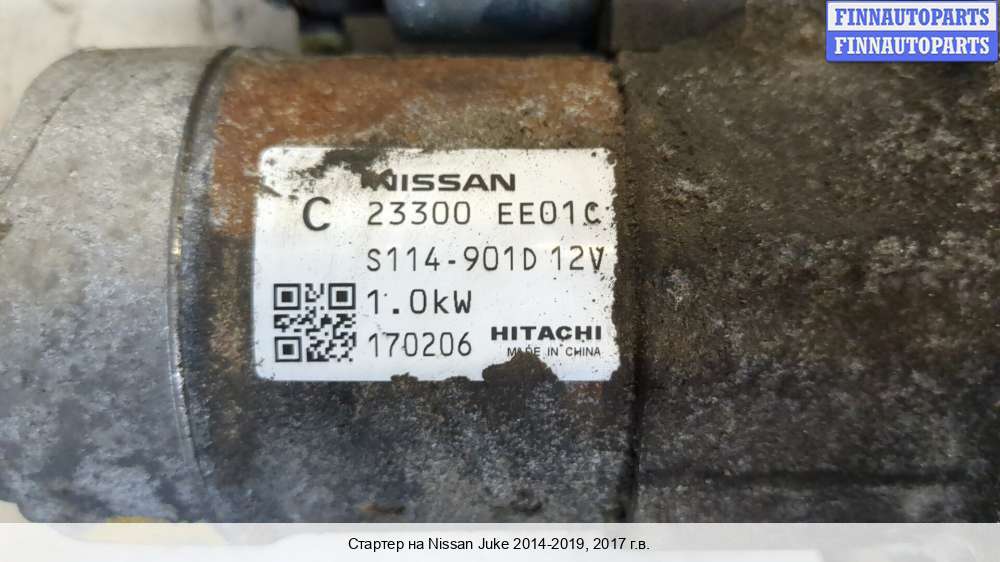 FINNAUTOPARTS
FINNAUTOPARTS
NISSAN
C 23300 EE01C
S114-901D 12V
1.0kW
170206 HITACHI
MADE IN CHINA
Стартер на Nissan Juke 2014-2019, 2017 г.в.